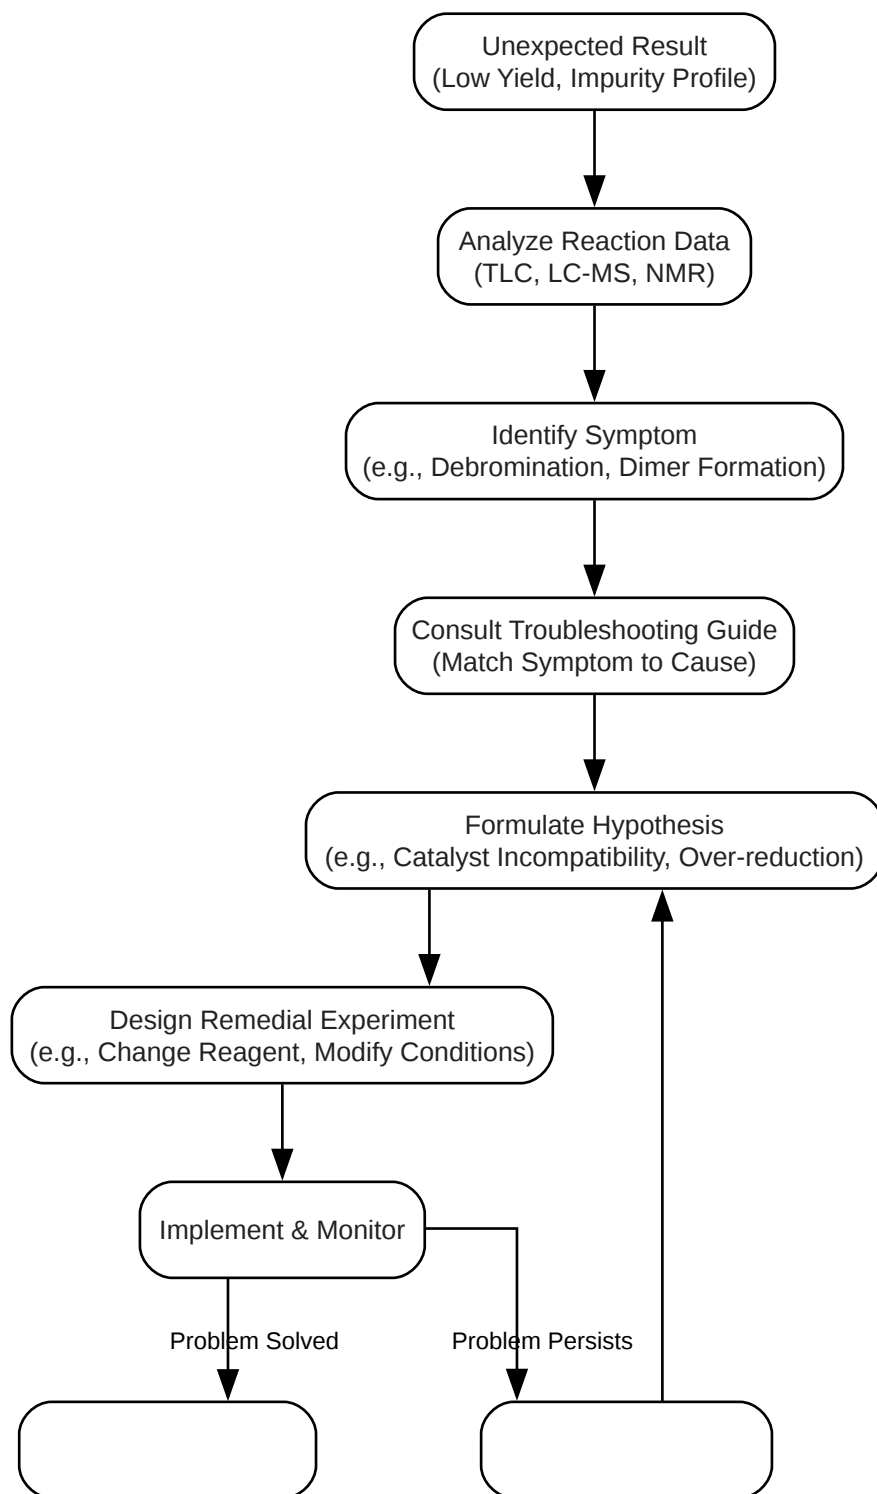 Unexpected Result
(Low Yield, Impurity Profile)
Analyze Reaction Data
(TLC, LC-MS, NMR)
Identify Symptom
(e.g., Debromination, Dimer Formation)
Consult Troubleshooting Guide
(Match Symptom to Cause)
Formulate Hypothesis
(e.g., Catalyst Incompatibility, Over-reduction)
Design Remedial Experiment
(e.g., Change Reagent, Modify Conditions)
Implement & Monitor
Problem Solved
Problem Persists